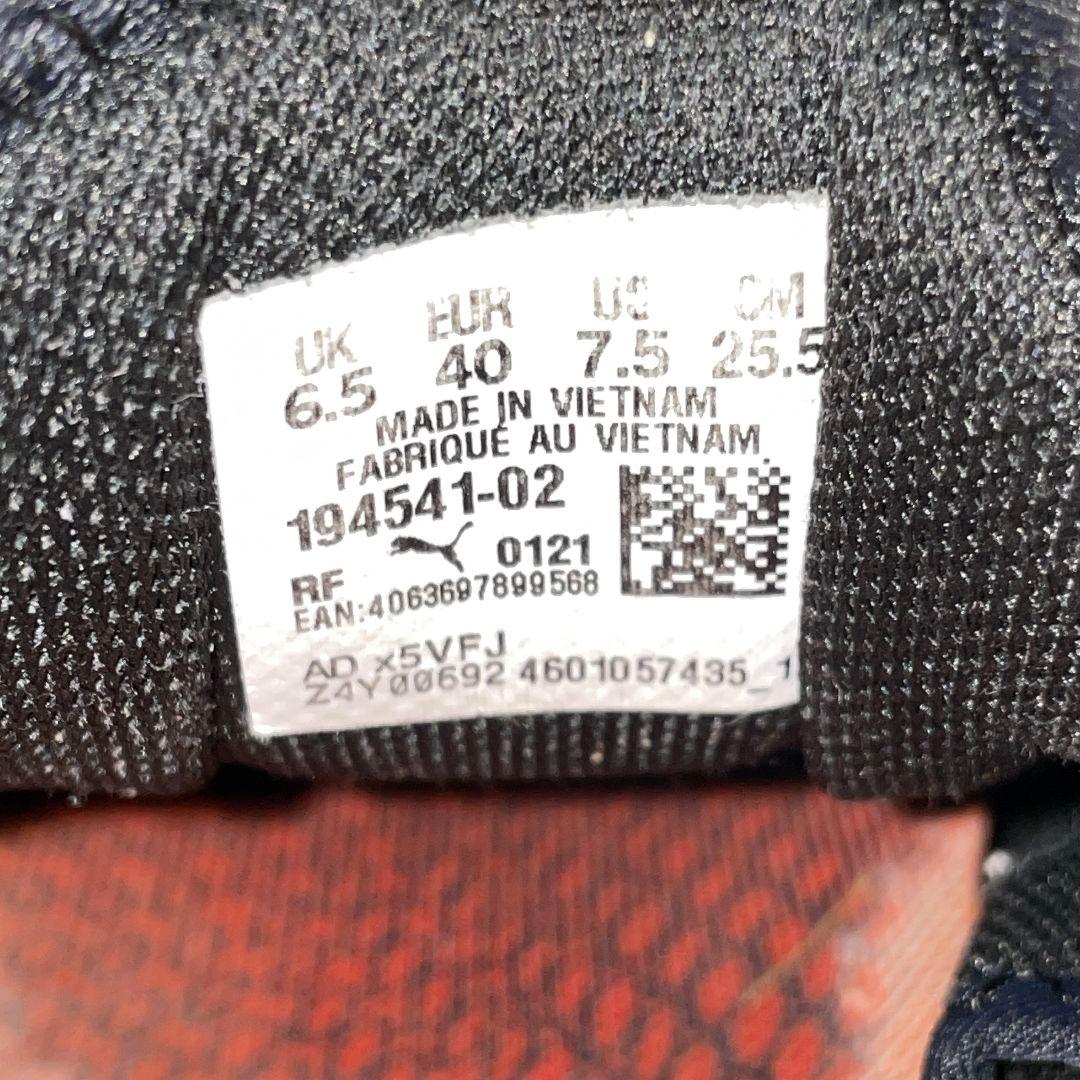 UK EUR US CM
6.5 40 7.5 25.5
MADE IN VIETNAM
FABRIQUE AU VIETNAM
194541-02
RF 0121
EAN:4063697899568
AD X5VFJ
Z4Y00692 4601057435_1